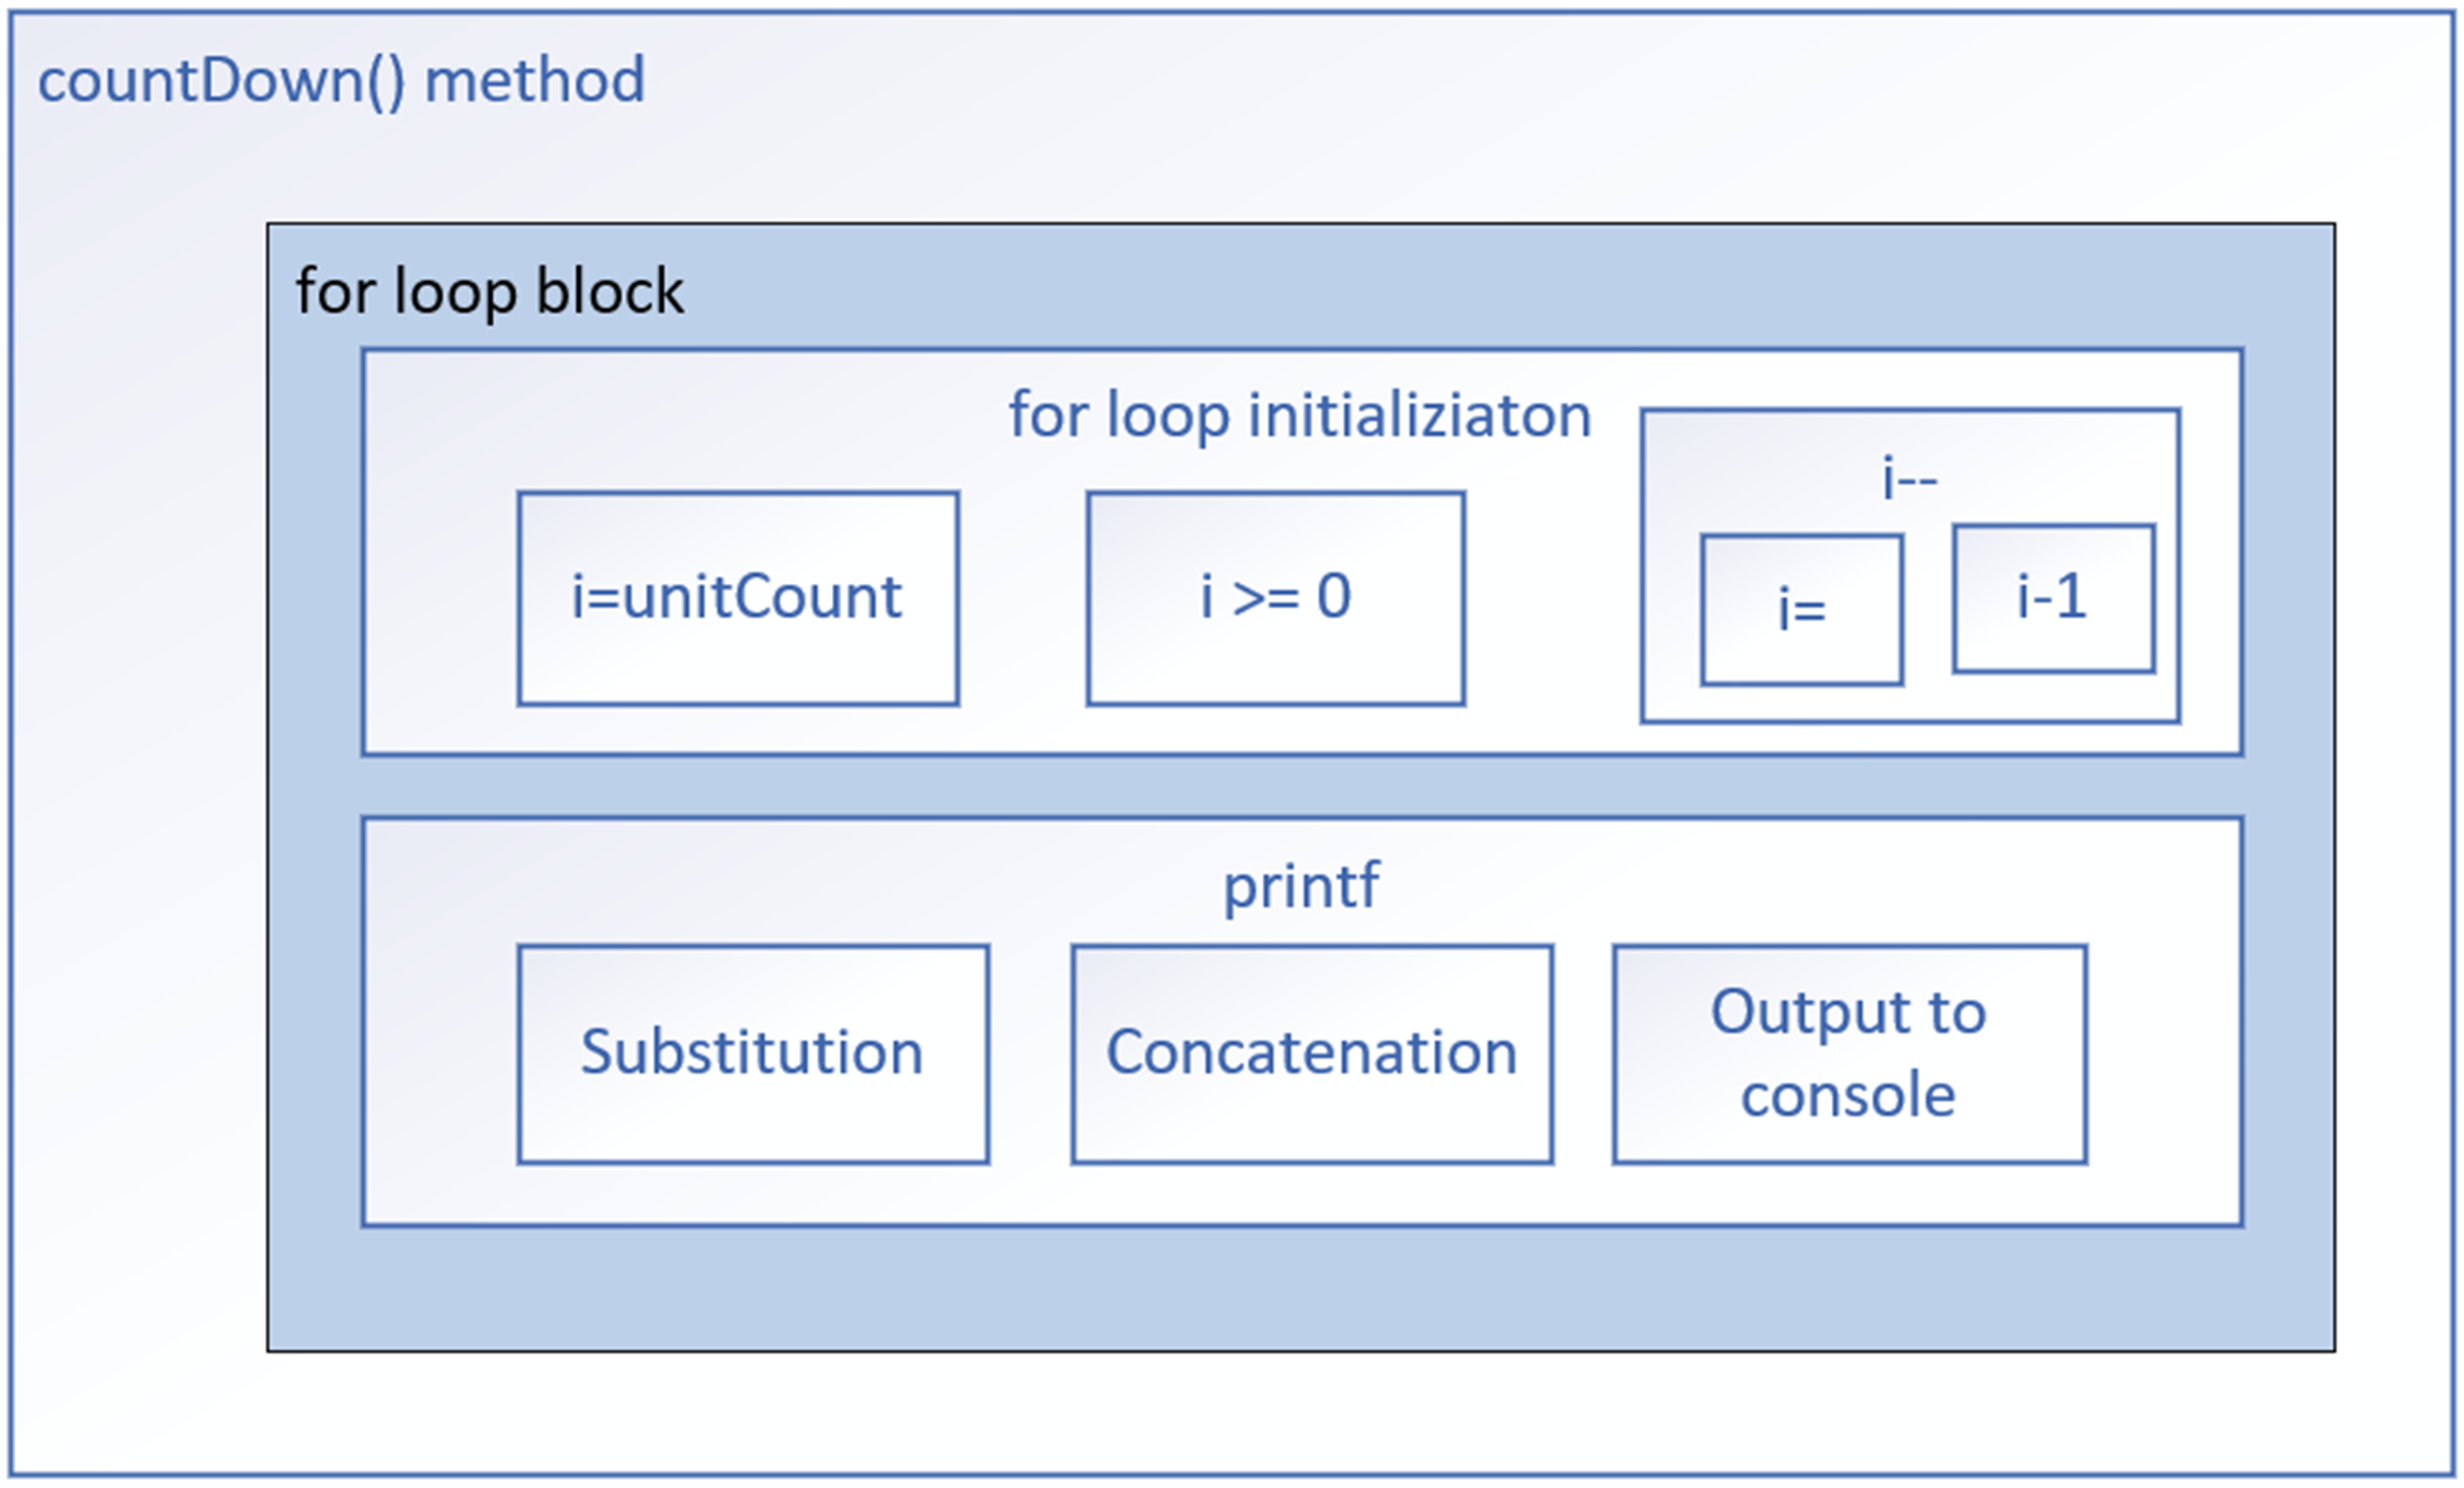 countDown() method
for loop block
for loop initializiaton
i--
i=unitCount
i >= 0
i=
i-1
printf
Substitution
Concatenation
Output to
console